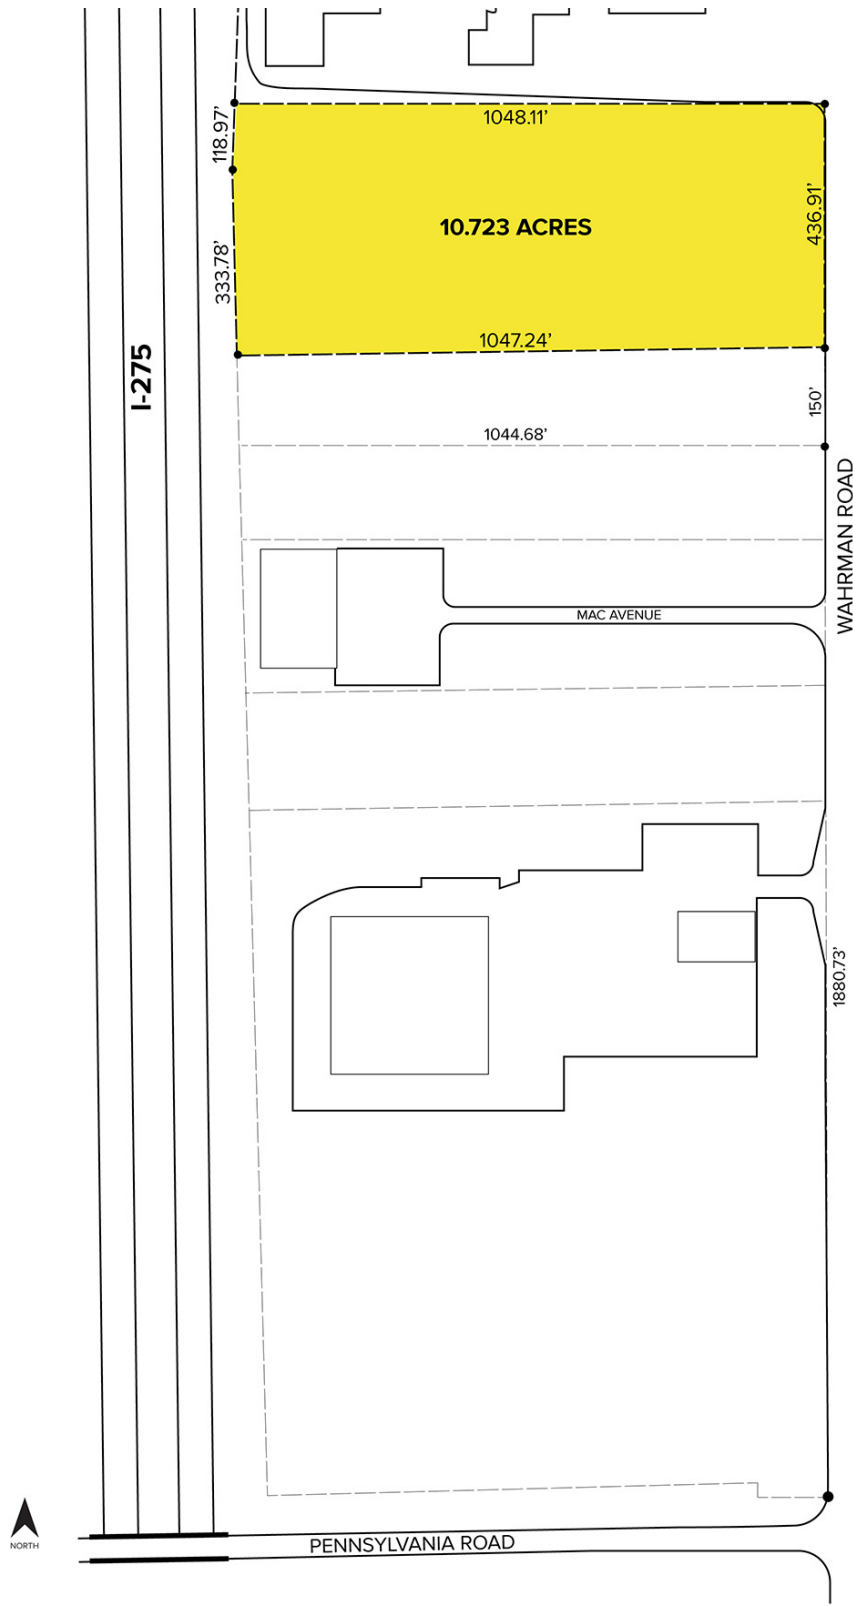 1048.11’
118.97’
436.91’
10.723 ACRES
333.78’
1047.24’
I-275
150’
1044.68’
WAHRMAN ROAD
MAC AVENUE
1880.73’
NORTH
PENNSYLVANIA ROAD